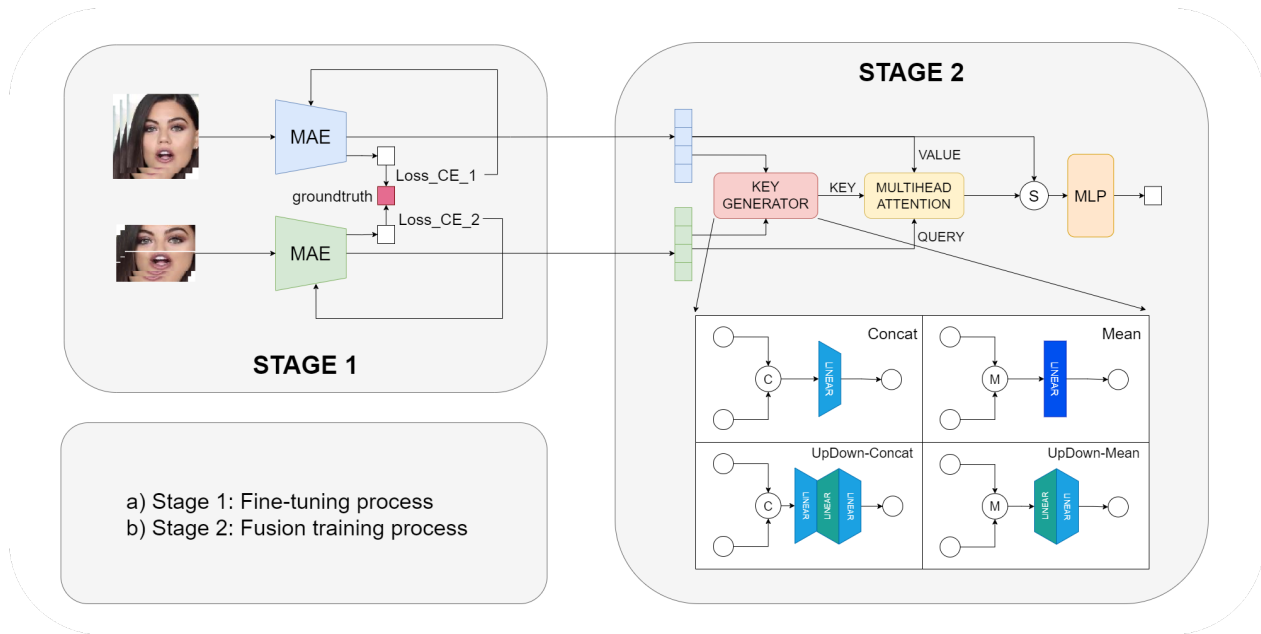 STAGE 2
MAE
Loss_CE_1
groundtruth
Loss_CE_2
MAE
STAGE 1
VALUE
KEY
GENERATOR
KEY
MULTIHEAD
ATTENTION
S
MLP
QUERY
Concat
C
LINEAR
Mean
M
LINEAR
UpDown-Concat
C
LINEAR
LINEAR
LINEAR
UpDown-Mean
M
LINEAR
LINEAR
a) Stage 1: Fine-tuning process
b) Stage 2: Fusion training process